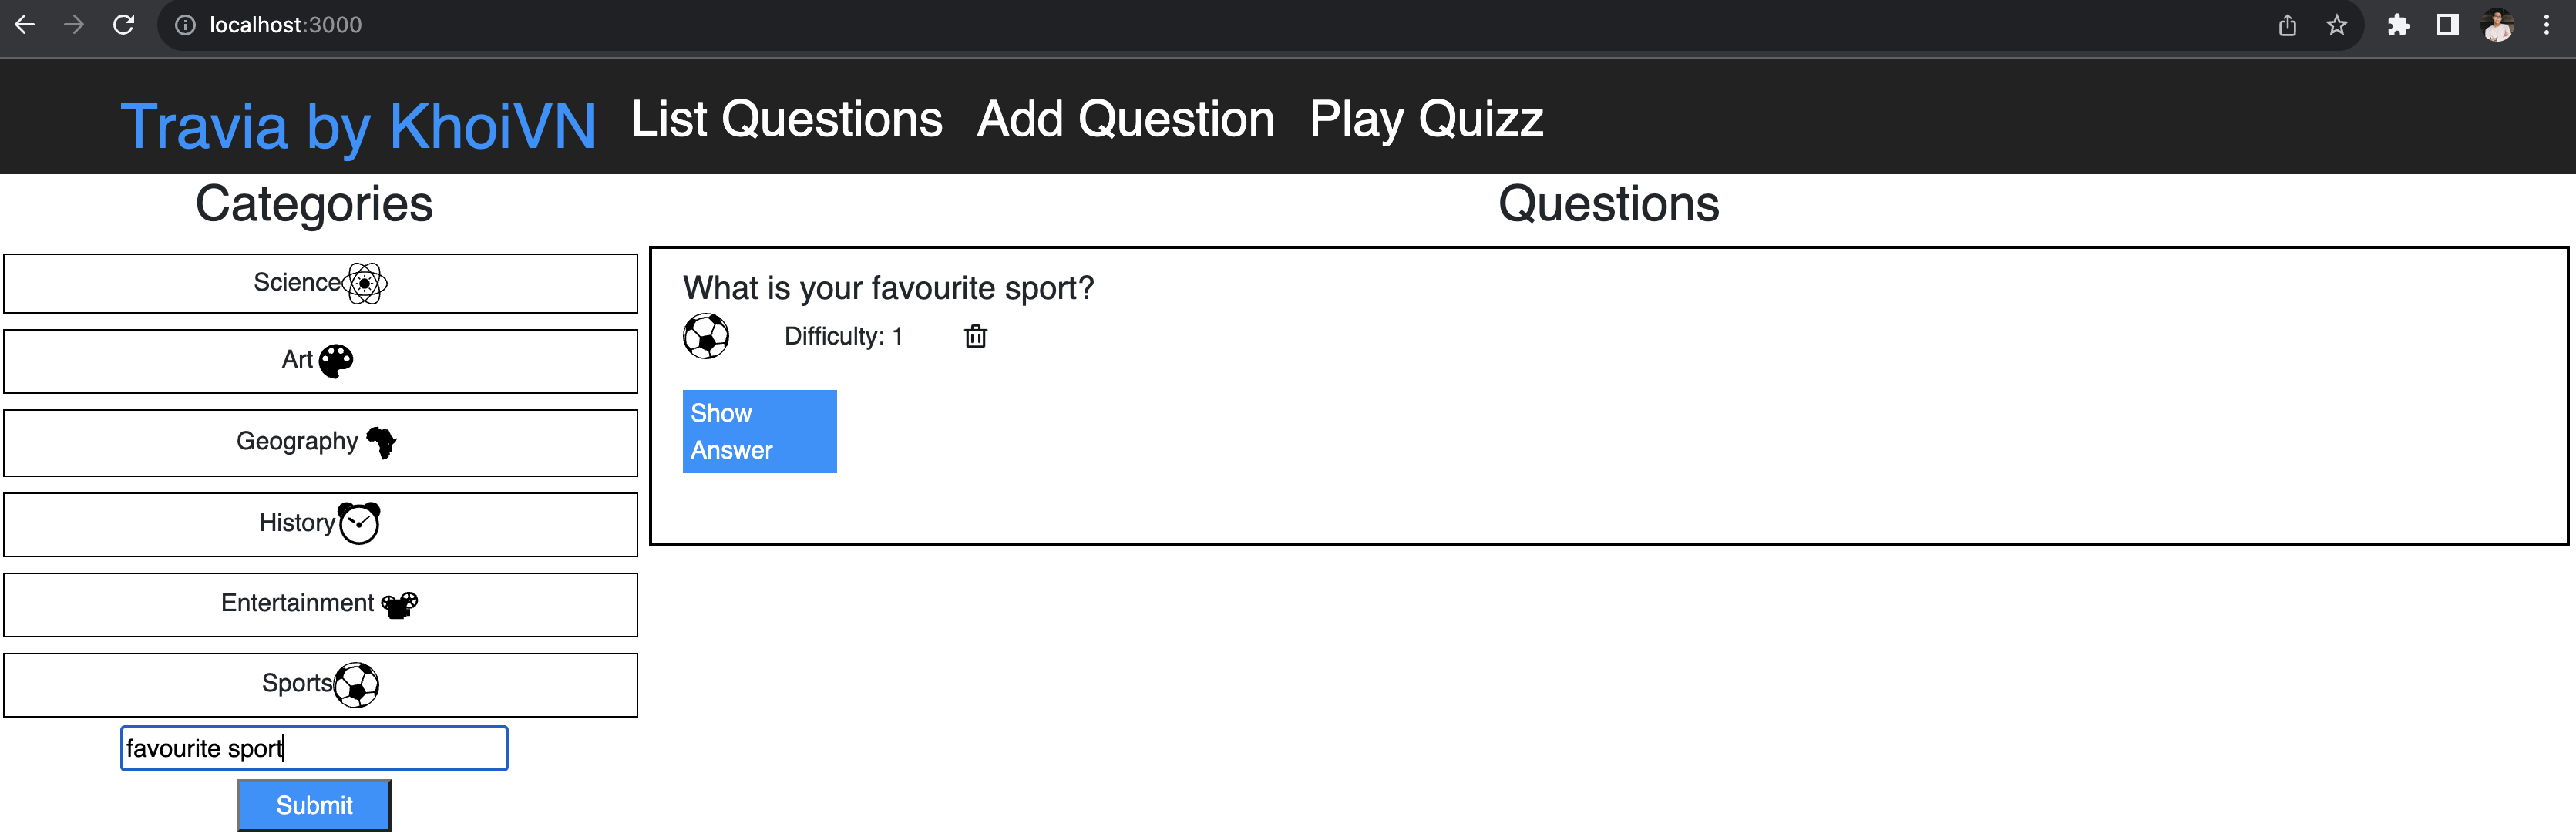 localhost:3000
Travia by KhoiVN List Questions Add Question Play Quizz
Categories
Science
Art
Geography
History
Entertainment
Sports
favourite sport
Submit
Questions
What is your favourite sport?
Difficulty: 1
Show
Answer